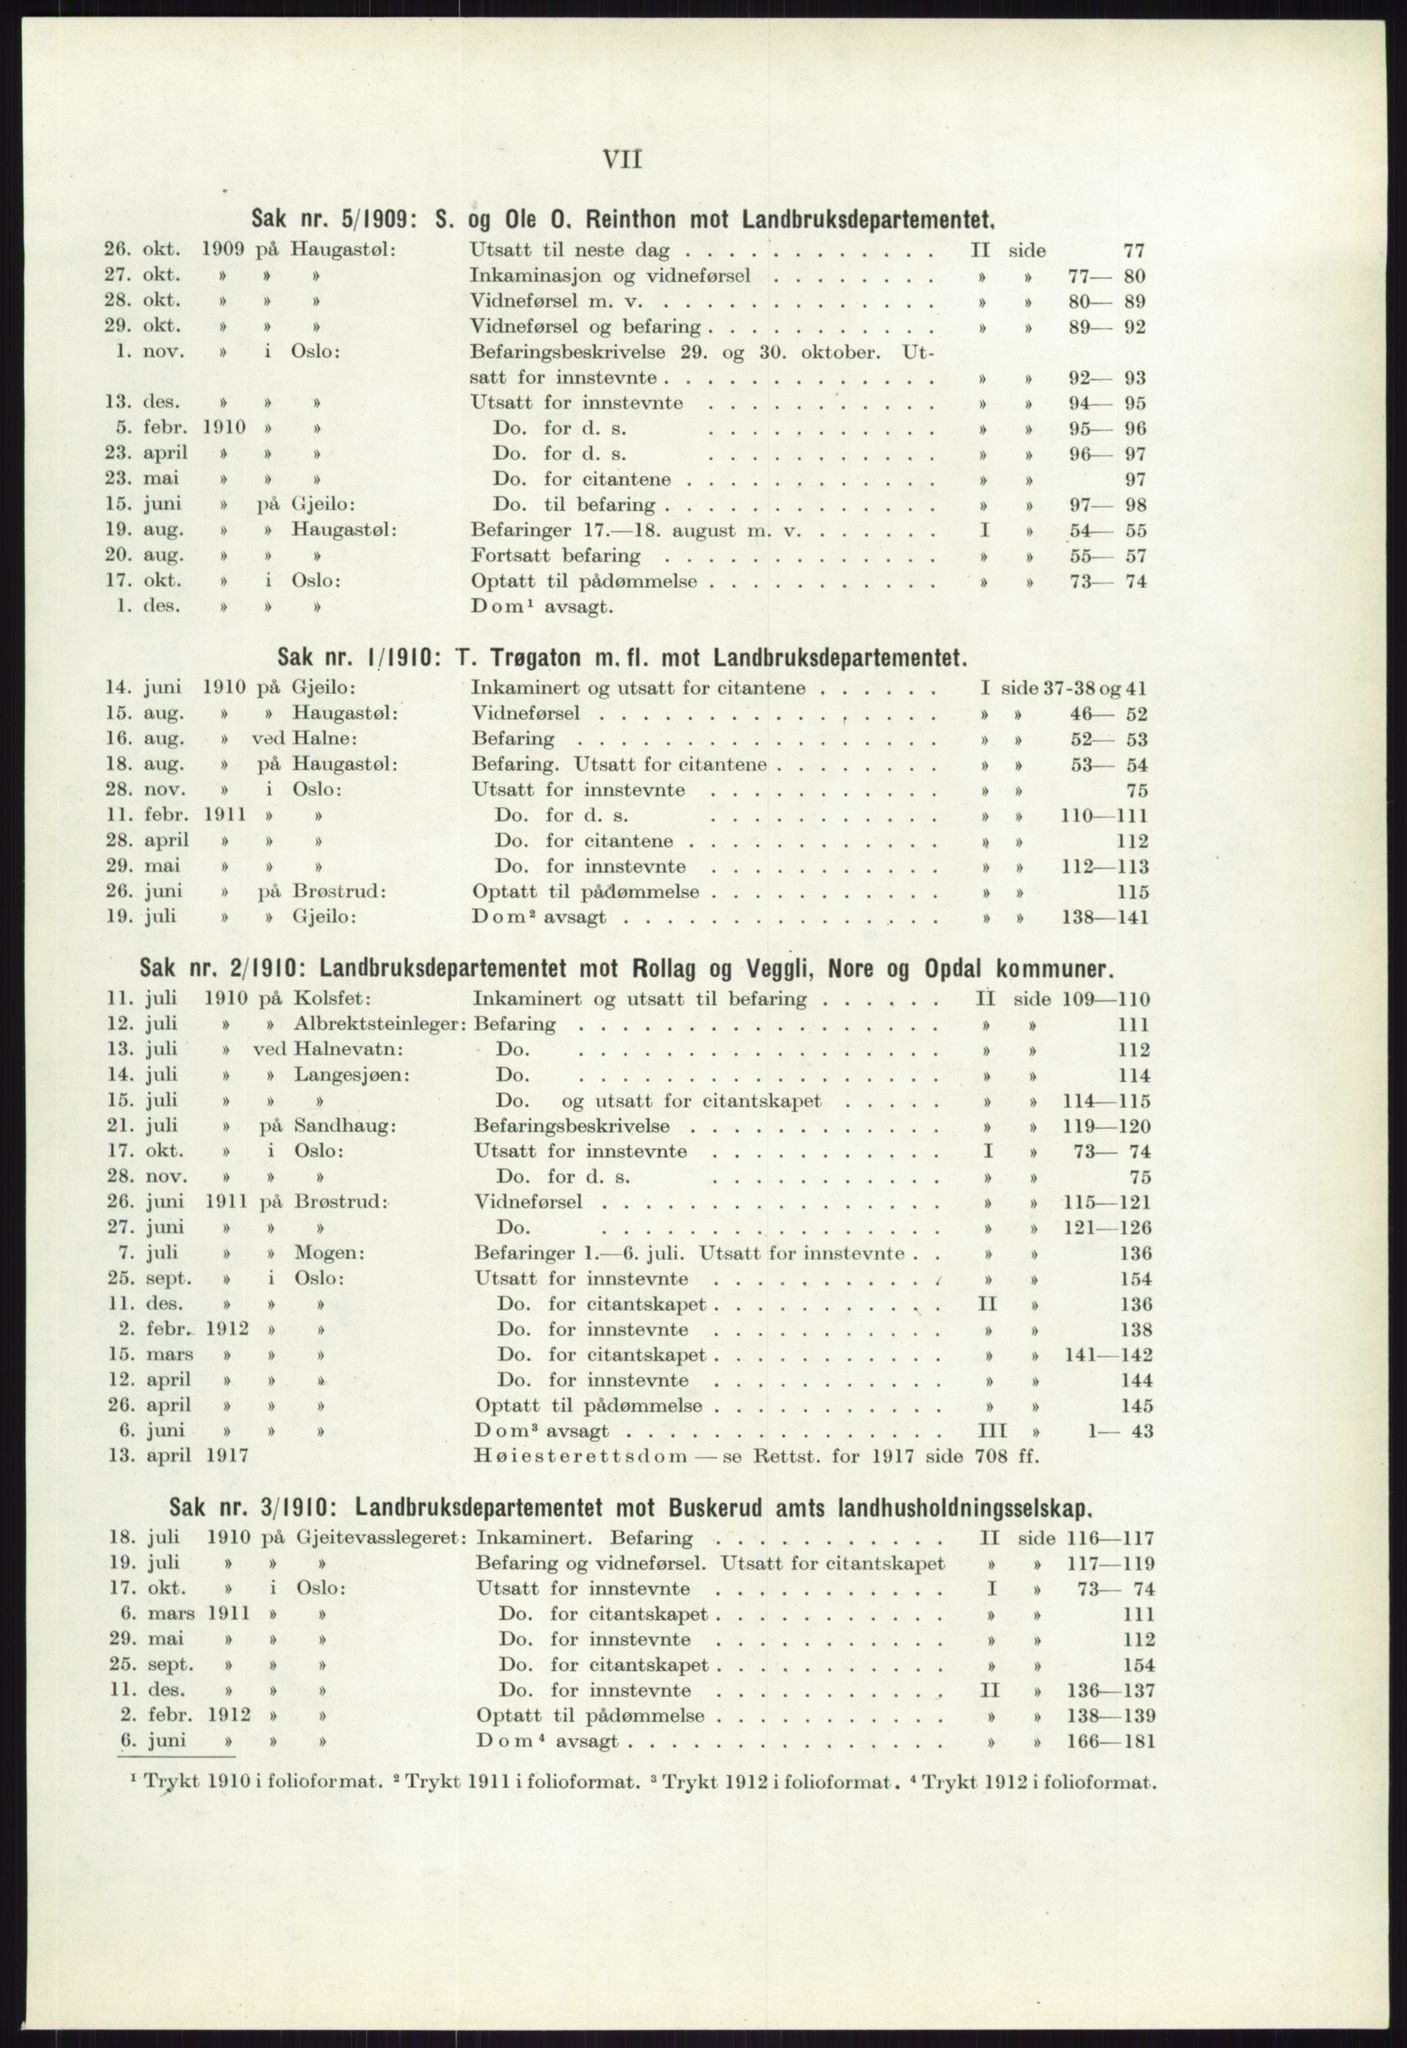 VII
Sak nr. 5/1909: S. og Ole O. Reinthon mot Landbruksdepartementet.
26. okt. 1909 på Haugastøl: Utsatt til neste dag . . . . . . . . . . . . II side 77
27. okt. » » » Inkaminasjon og vidneførsel . . . . . . . . » » 77— 80
28. okt. » » » Vidneførsel m. v. . . . . . . . . . . . . . . » » 80— 89
29. okt. » » » Vidneførsel og befaring . . . . . . . . . . . » » 89— 92
1. nov. » i Oslo: Befaringsbeskrivelse 29. og 30. oktober. Ut-
satt for innstevnte . . . . . . . . . . . . . » » 92— 93
13. des. » » » Utsatt for innstevnte . . . . . . . . . . . » » 94— 95
5. febr. 1910 » » Do. for d. s. . . . . . . . . . . . » » 95— 96
23. april » » » Do. for d. s. . . . . . . . . . . . » » 96— 97
23. mai » » » Do. for citantene . . . . . . . . . . . . » » 97
15. juni » på Gjeilo: Do. til befaring . . . . . . . . . . . . . » » 97— 98
19. aug. » » Haugastøl: Befaringer 17.—18. august m. v. . . . . . . I » 54— 55
20. aug. » » » Fortsatt befaring . . . . . . . . . . . . . » » 55— 57
17. okt. » i Oslo: Optatt til pådømmelse . . . . . . . . . . . » » 73— 74
1. des. » » » Dom¹ avsagt.
Sak nr. 1/1910: T. Trøgaton m. fl. mot Landbruksdepartementet.
14. juni 1910 på Gjeilo: Inkaminert og utsatt for citantene . . . . . . I side 37-38 og 41
15. aug. » » Haugastøl: Vidneførsel . . . . . . . . . . . . . . . . » » 46— 52
16. aug. » ved Halne: Befaring . . . . . . . . . . . . . . . . . » » 52— 53
18. aug. » på Haugastøl: Befaring. Utsatt for citantene . . . . . . . . » » 53— 54
28. nov. » i Oslo: Utsatt for innstevnte . . . . . . . . . . . » » 75
11. febr. 1911 » » Do. for d. s. . . . . . . . . . . . » » 110—111
28. april » » » Do. for citantene . . . . . . . . . . . . » » 112
29. mai » » » Do. for innstevnte . . . . . . . . . . . » » 112—113
26. juni » på Brøstrud: Optatt til pådømmelse . . . . . . . . . . . » » 115
19. juli » » Gjeilo: Dom² avsagt . . . . . . . . . . . . . . . » » 138—141
Sak nr. 2/1910: Landbruksdepartementet mot Rollag og Veggli, Nore og Opdal kommuner.
11. juli 1910 på Kolsfet: Inkaminert og utsatt til befaring . . . . . . II side 109—110
12. juli » » Albrektsteinleger: Befaring . . . . . . . . . . . . . . . . . » » 111
13. juli » ved Halnevatn: Do. . . . . . . . . . . . . . . . . . » » 112
14. juli » » Langesjøen: Do. . . . . . . . . . . . . . . . . . » » 114
15. juli » » » Do. og utsatt for citantskapet . . . . . » » 114—115
21. juli » på Sandhaug: Befaringsbeskrivelse . . . . . . . . . . . . » » 119—120
17. okt. » i Oslo: Utsatt for innstevnte . . . . . . . . . . . I » 73— 74
28. nov. » » » Do. for d. s. . . . . . . . . . . . » » 75
26. juni 1911 på Brøstrud: Vidneførsel . . . . . . . . . . . . . . . . » » 115—121
27. juni » » » Do. . . . . . . . . . . . . . . . . » » 121—126
7. juli » » Mogen: Befaringer 1.—6. juli. Utsatt for innstevnte . . » » 136
25. sept. » i Oslo: Utsatt for innstevnte . . . . . . . . . . . » » 154
11. des. » » » Do. for citantskapet . . . . . . . . . . . II » 136
2. febr. 1912 » » Do. for innstevnte . . . . . . . . . . . » » 138
15. mars » » » Do. for citantskapet . . . . . . . . . . . » » 141—142
12. april » » » Do. for innstevnte . . . . . . . . . . . » » 144
26. april » » » Optatt til pådømmelse . . . . . . . . . . . » » 145
6. juni » » » Dom³ avsagt . . . . . . . . . . . . . . . III » 1— 43
13. april 1917 Høiesterettsdom — se Rettst. for 1917 side 708 ff.
Sak nr. 3/1910: Landbruksdepartementet mot Buskerud amts landhusholdningsselskap.
18. juli 1910 på Gjeitevasslegeret: Inkaminert. Befaring . . . . . . . . . . . II side 116—117
19. juli » » » Befaring og vidneførsel. Utsatt for citantskapet » » 117—119
17. okt. » i Oslo: Utsatt for innstevnte . . . . . . . . . . . I » 73— 74
6. mars 1911 » » Do. for citantskapet . . . . . . . . . . . » » 111
29. mai » » » Do. for innstevnte . . . . . . . . . . . » » 112
25. sept. » » » Do. for citantskapet . . . . . . . . . . . » » 154
11. des. » » » Do. for innstevnte . . . . . . . . . . . II » 136—137
2. febr. 1912 » » Optatt til pådømmelse . . . . . . . . . . . » » 138—139
6. juni » » » Dom⁴ avsagt . . . . . . . . . . . . . . . » » 166—181
¹ Trykt 1910 i folioformat. ² Trykt 1911 i folioformat. ³ Trykt 1912 i folioformat. ⁴ Trykt 1912 i folioformat.